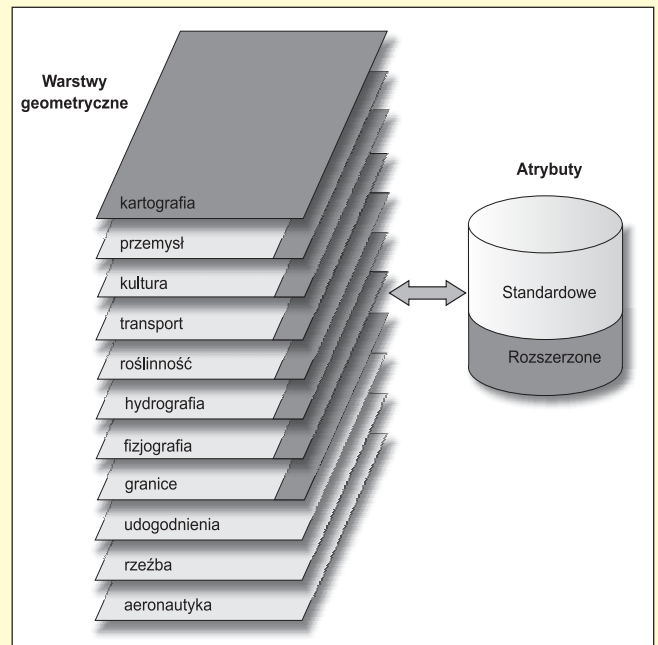 Warstwy
geometryczne
kartografia
przemysł
kultura
transport
roślinność
hydrografia
fizjografia
granice
udogodnienia
rzeźba
aeronautyka
Atrybuty
Standardowe
Rozszerzone